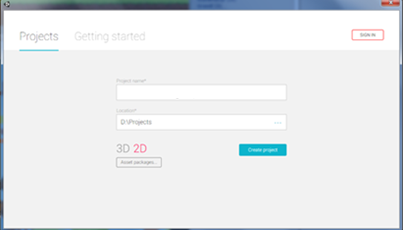 Projects Getting started
SIGN IN
Project name*
Location*
D:\Projects
3D 2D
Asset packages...
Create project